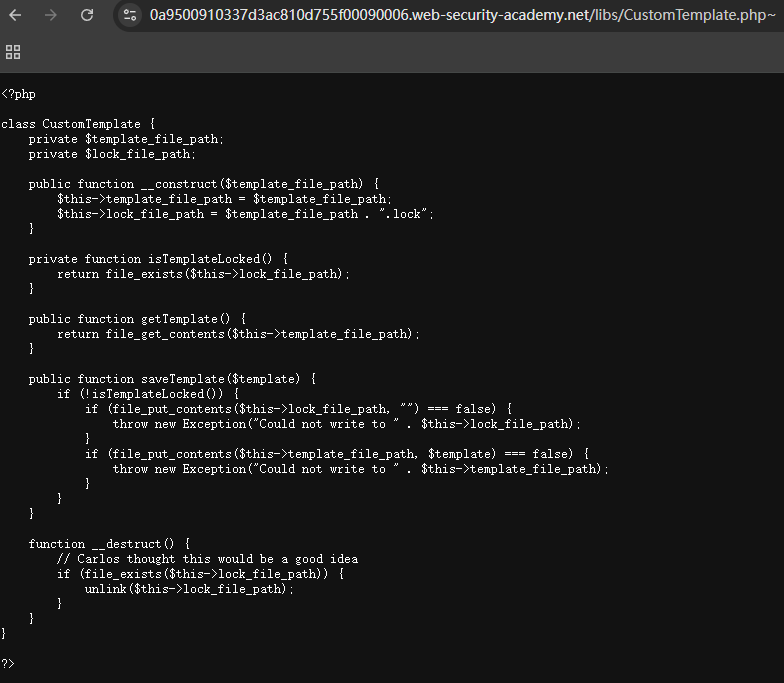 0a9500910337d3ac810d755f00090006.web-security-academy.net/libs/CustomTemplate.php~
<?php
class CustomTemplate {
    private $template_file_path;
    private $lock_file_path;
    public function __construct($template_file_path) {
        $this->template_file_path = $template_file_path;
        $this->lock_file_path = $template_file_path . ".lock";
    }
    private function isTemplateLocked() {
        return file_exists($this->lock_file_path);
    }
    public function getTemplate() {
        return file_get_contents($this->template_file_path);
    }
    public function saveTemplate($template) {
        if (!isTemplateLocked()) {
            if (file_put_contents($this->lock_file_path, "") === false) {
                throw new Exception("Could not write to " . $this->lock_file_path);
            }
            if (file_put_contents($this->template_file_path, $template) === false) {
                throw new Exception("Could not write to " . $this->template_file_path);
            }
        }
    }
    function __destruct() {
        // Carlos thought this would be a good idea
        if (file_exists($this->lock_file_path)) {
            unlink($this->lock_file_path);
        }
    }
}
?>